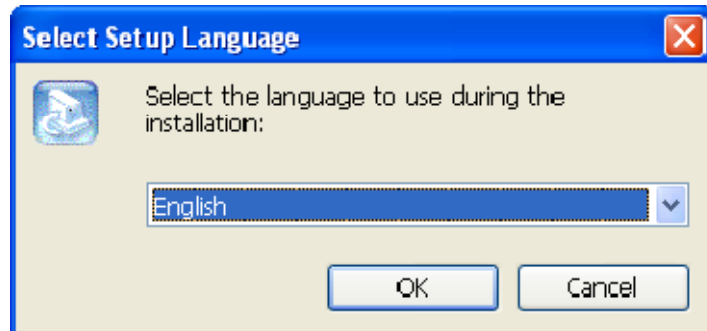 Select Setup Language
Select the language to use during the
installation:
English
OK
Cancel